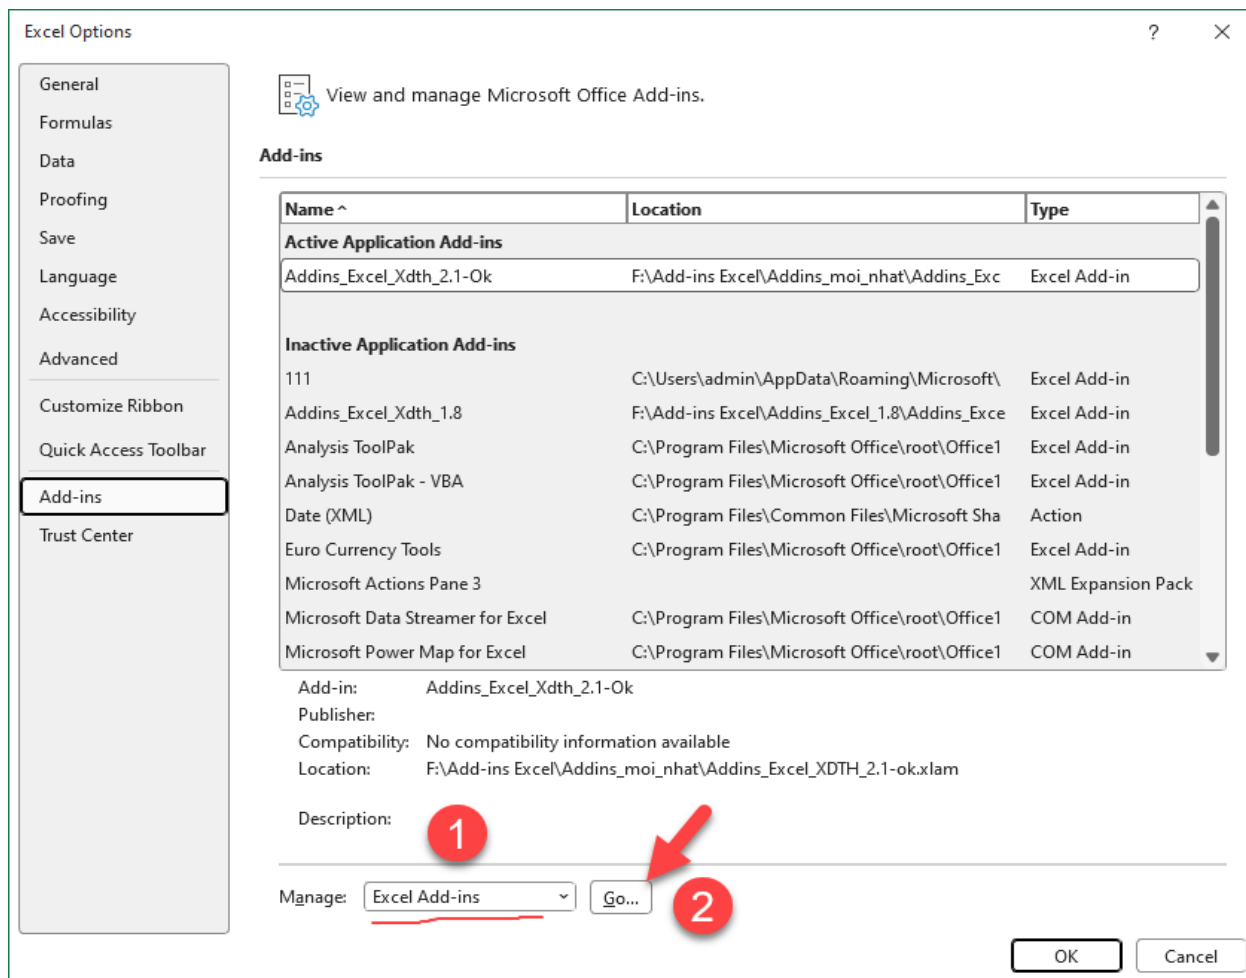 Excel Options ?
General
Formulas
Data
Proofing
Save
Language
Accessibility
Advanced
Customize Ribbon
Quick Access Toolbar
Add-ins
Trust Center
View and manage Microsoft Office Add-ins.
Add-ins
Name Location Type
Active Application Add-ins
Addins_Excel_Xdth_2.1-Ok F:\Add-ins Excel\Addins_moi_nhat\Addins_Exc Excel Add-in
Inactive Application Add-ins
111 C:\Users\admin\AppData\Roaming\Microsoft\ Excel Add-in
Addins_Excel_Xdth_1.8 F:\Add-ins Excel\Addins_Excel_1.8\Addins_Exce Excel Add-in
Analysis ToolPak C:\Program Files\Microsoft Office\root\Office1 Excel Add-in
Analysis ToolPak - VBA C:\Program Files\Microsoft Office\root\Office1 Excel Add-in
Date (XML) C:\Program Files\Common Files\Microsoft Sha Action
Euro Currency Tools C:\Program Files\Microsoft Office\root\Office1 Excel Add-in
Microsoft Actions Pane 3 XML Expansion Pack
Microsoft Data Streamer for Excel C:\Program Files\Microsoft Office\root\Office1 COM Add-in
Microsoft Power Map for Excel C:\Program Files\Microsoft Office\root\Office1 COM Add-in
Add-in: Addins_Excel_Xdth_2.1-Ok
Publisher:
Compatibility: No compatibility information available
Location: F:\Add-ins Excel\Addins_moi_nhat\Addins_Excel_XDTH_2.1-ok.xlam
Description:
1
Manage: Excel Add-ins Go...
2
OK Cancel